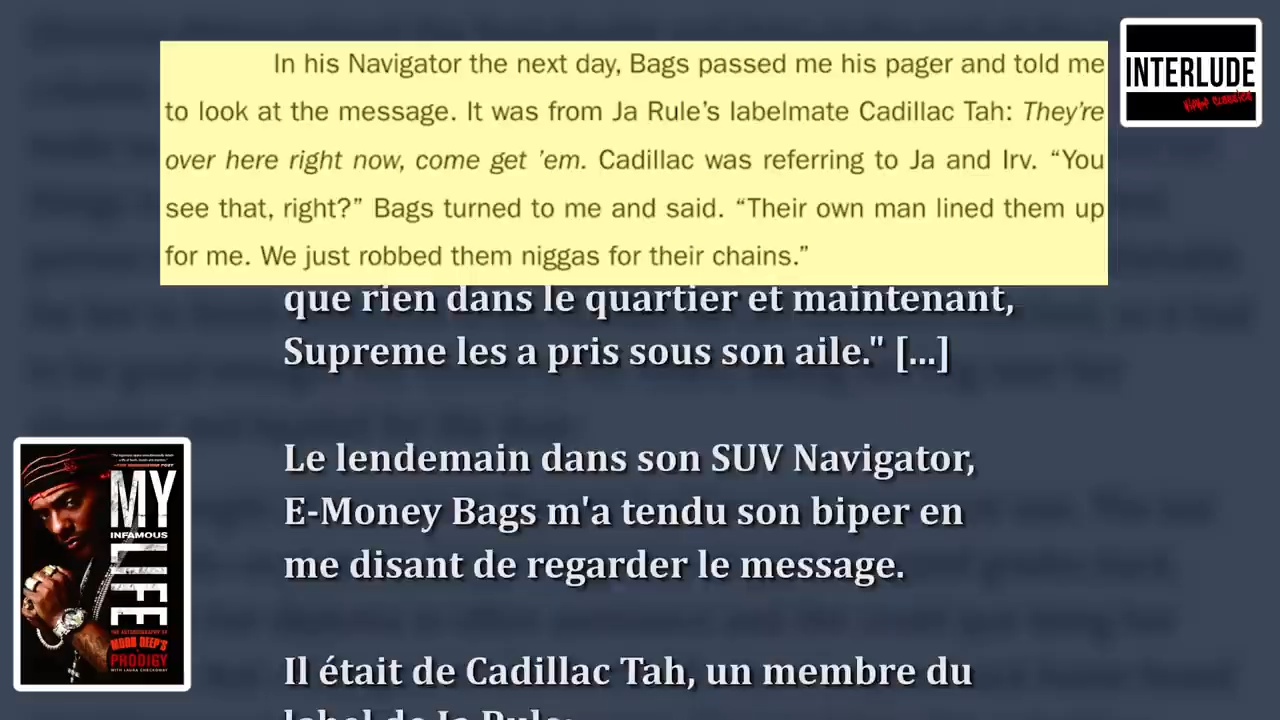 In his Navigator the next day, Bags passed me his pager and told me
to look at the message. It was from Ja Rule’s labelmate Cadillac Tah: They’re
over here right now, come get ’em. Cadillac was referring to Ja and Irv. “You
see that, right?” Bags turned to me and said. “Their own man lined them up
for me. We just robbed them niggas for their chains.”
INTERLUDE
que rien dans le quartier et maintenant,
Supreme les a pris sous son aile." [...]
Le lendemain dans son SUV Navigator,
E-Money Bags m'a tendu son biper en
me disant de regarder le message.
Il était de Cadillac Tah, un membre du
label de Ja Rule:
MY
INFAMOUS
LIFE
THE AUTOBIOGRAPHY OF
MOBB DEEP'S
PRODIGY
WITH LAURA CHECKOWAY